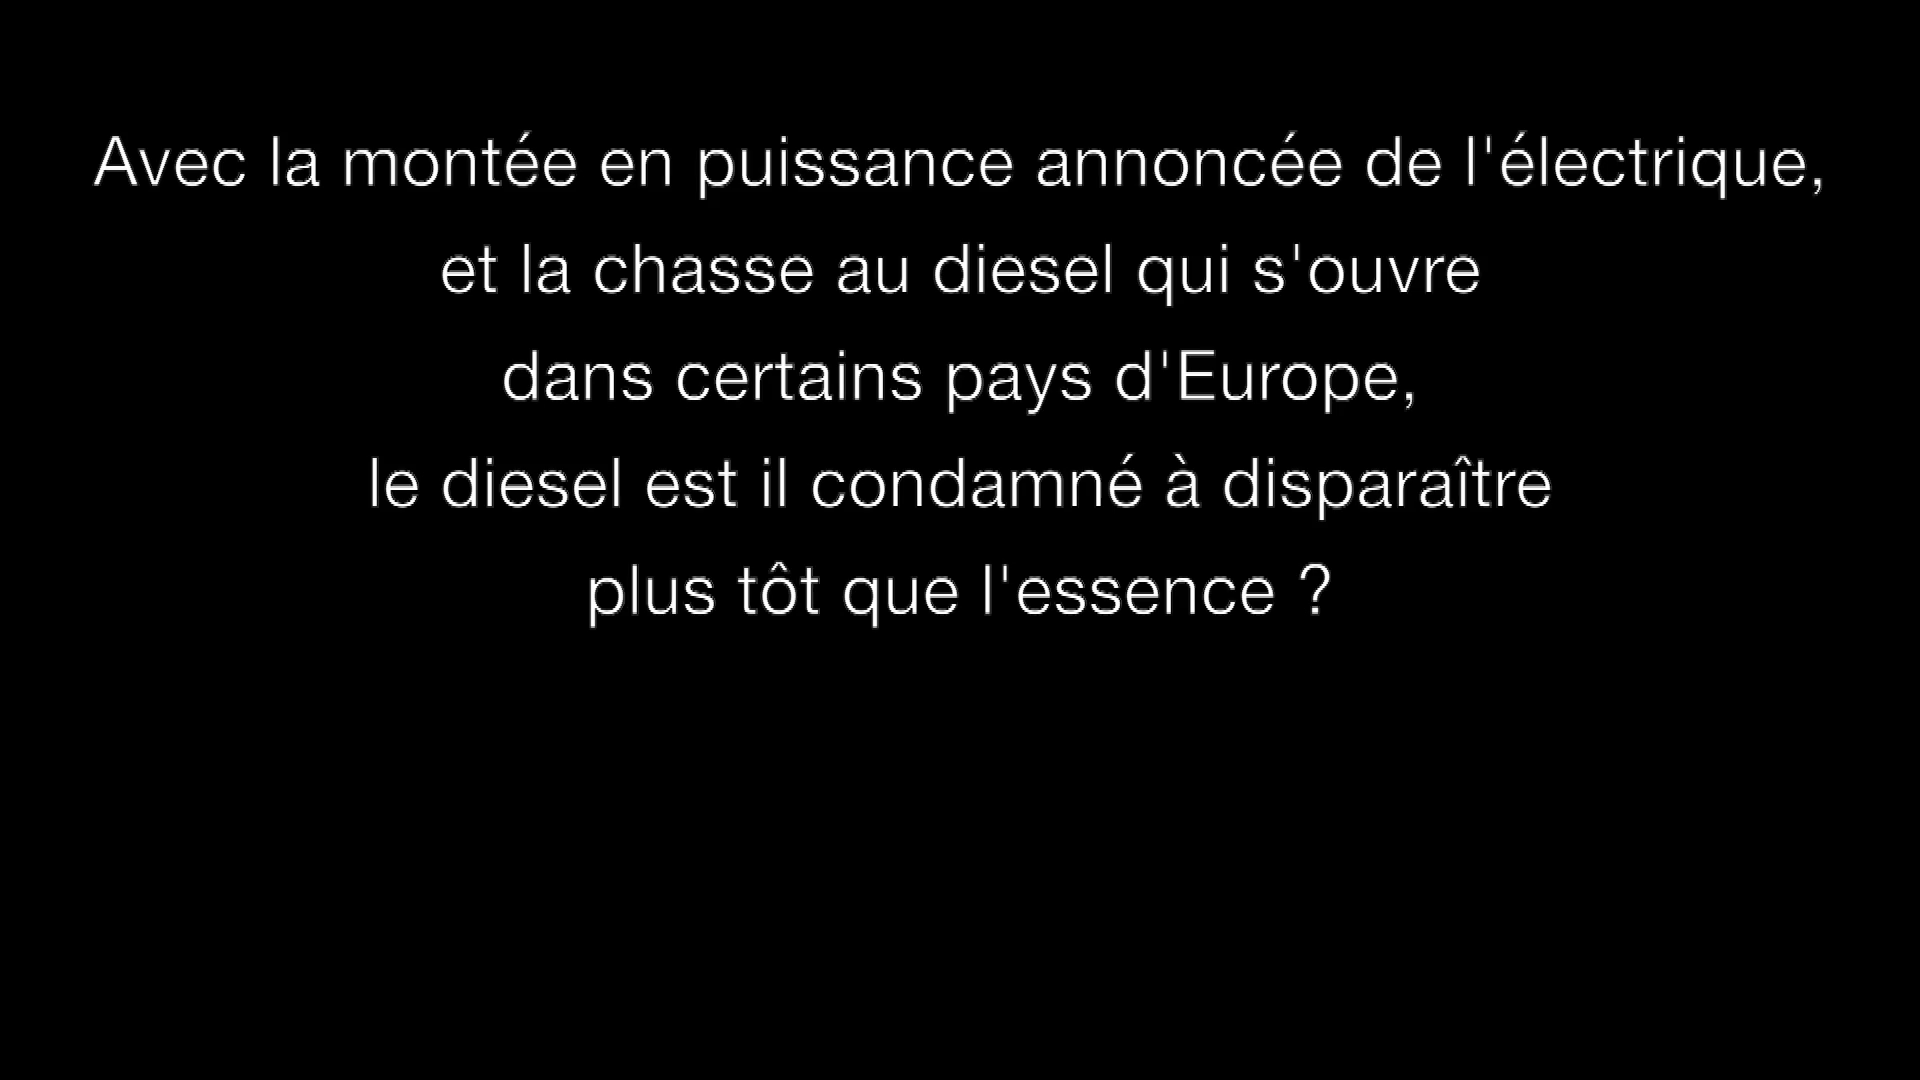 Avec la montée en puissance annoncée de l'électrique,
et la chasse au diesel qui s'ouvre
dans certains pays d'Europe,
le diesel est il condamné à disparaître
plus tôt que l'essence ?